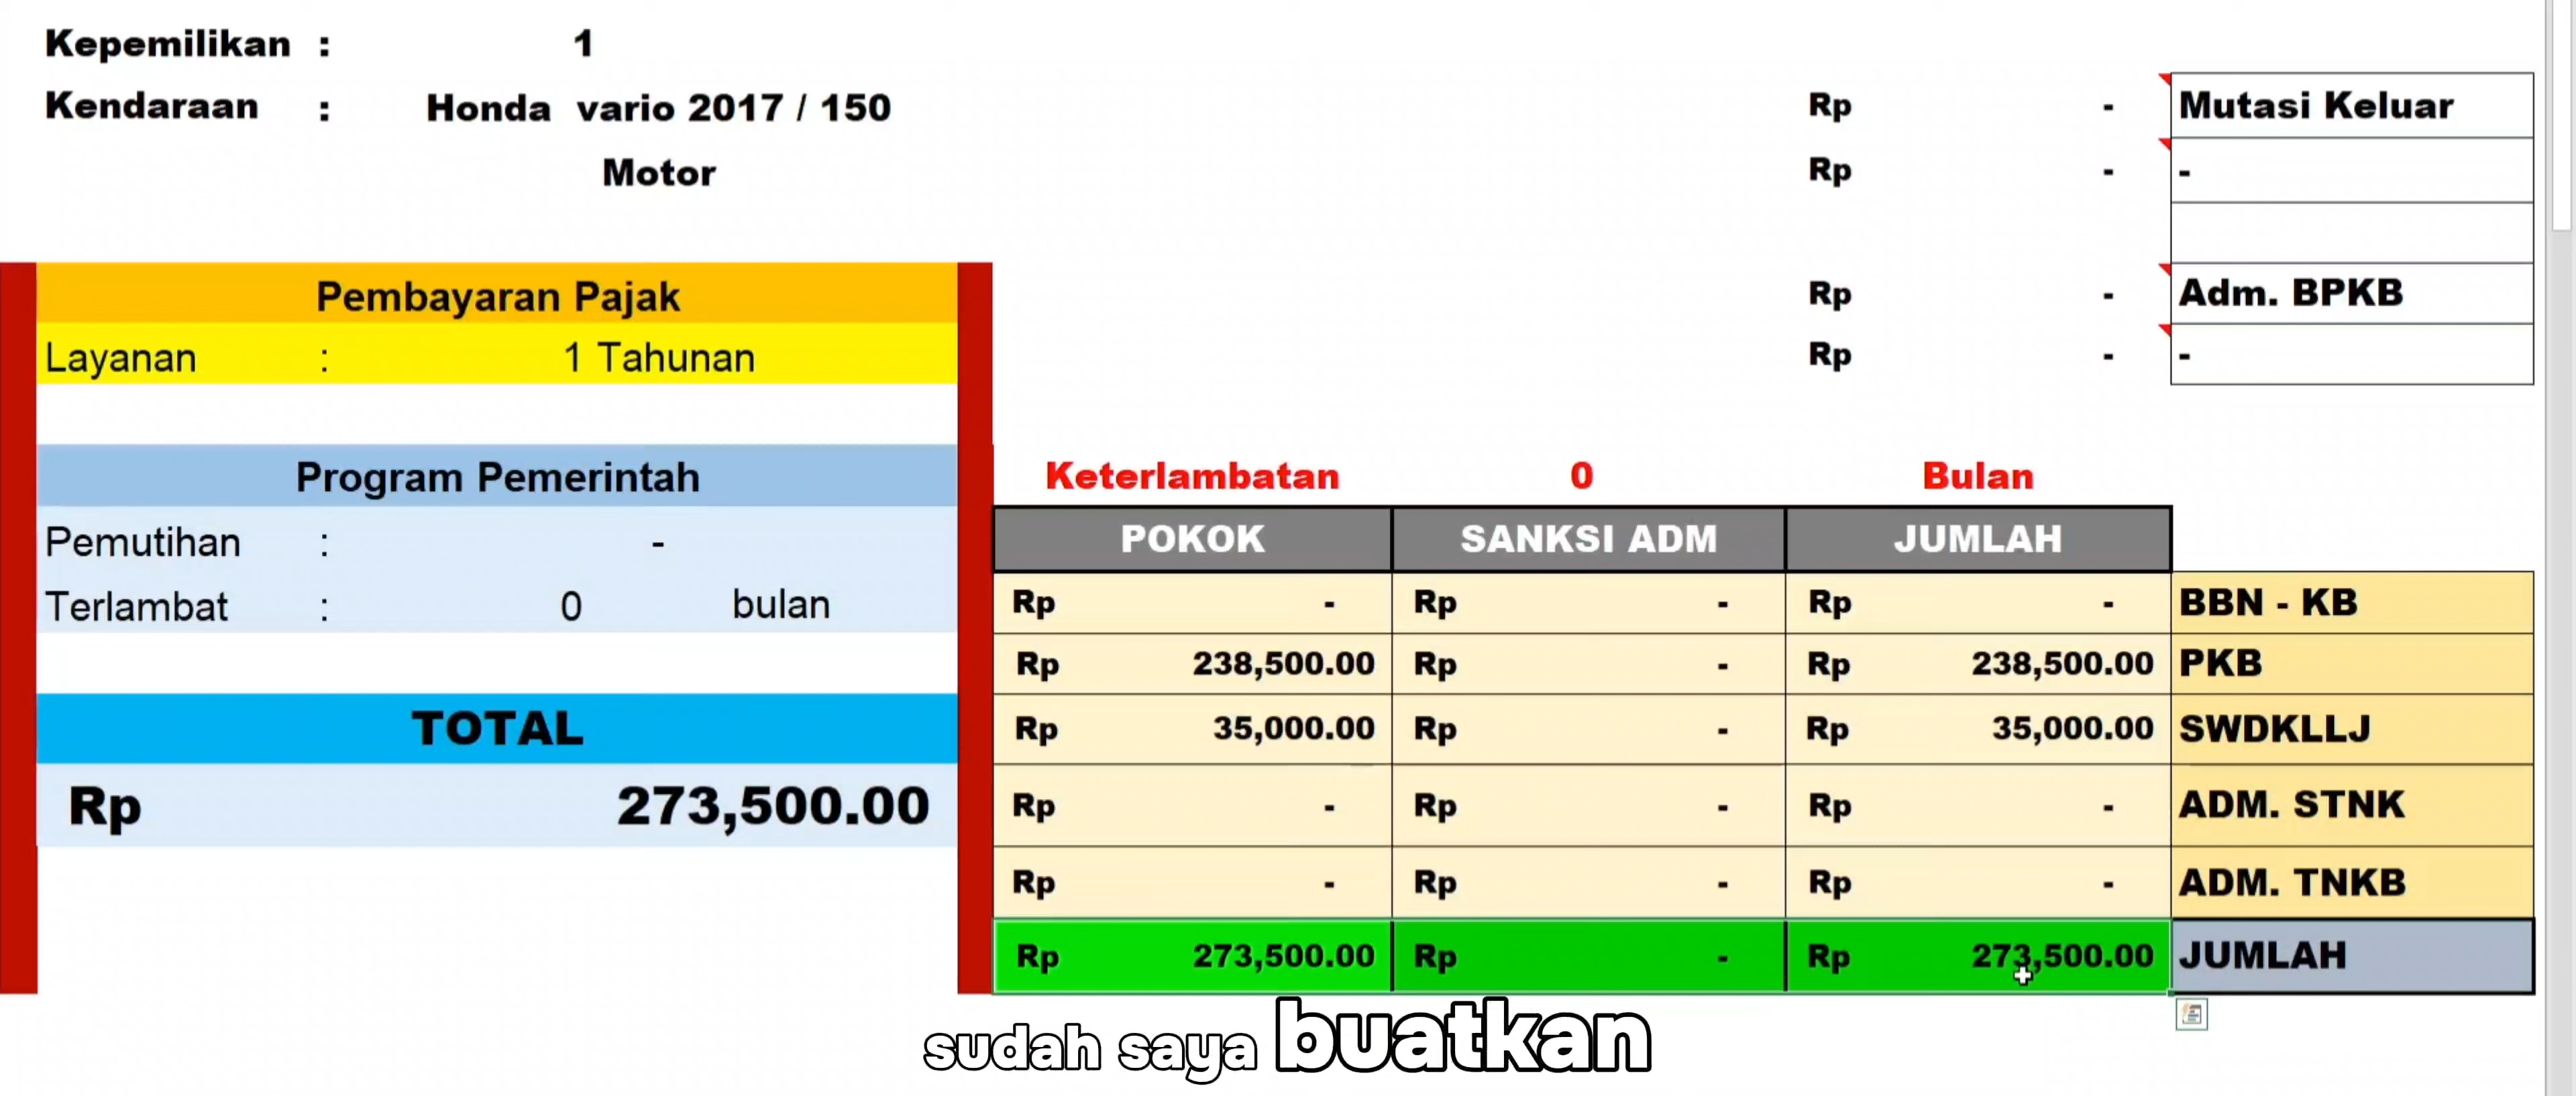 Kepemilikan : 1
Kendaraan : Honda vario 2017 / 150
Motor
Rp - Mutasi Keluar
Rp - -
Rp - Adm. BPKB
Rp - -
Pembayaran Pajak
Layanan : 1 Tahunan
Program Pemerintah
Pemutihan : -
Terlambat : 0 bulan
TOTAL
Rp 273,500.00
Keterlambatan 0 Bulan
POKOK SANKSI ADM JUMLAH
Rp - Rp - Rp - BBN - KB
Rp 238,500.00 Rp - Rp 238,500.00 PKB
Rp 35,000.00 Rp - Rp 35,000.00 SWDKLLJ
Rp - Rp - Rp - ADM. STNK
Rp - Rp - Rp - ADM. TNKB
Rp 273,500.00 Rp - Rp 273,500.00 JUMLAH
sudah saya buatkan